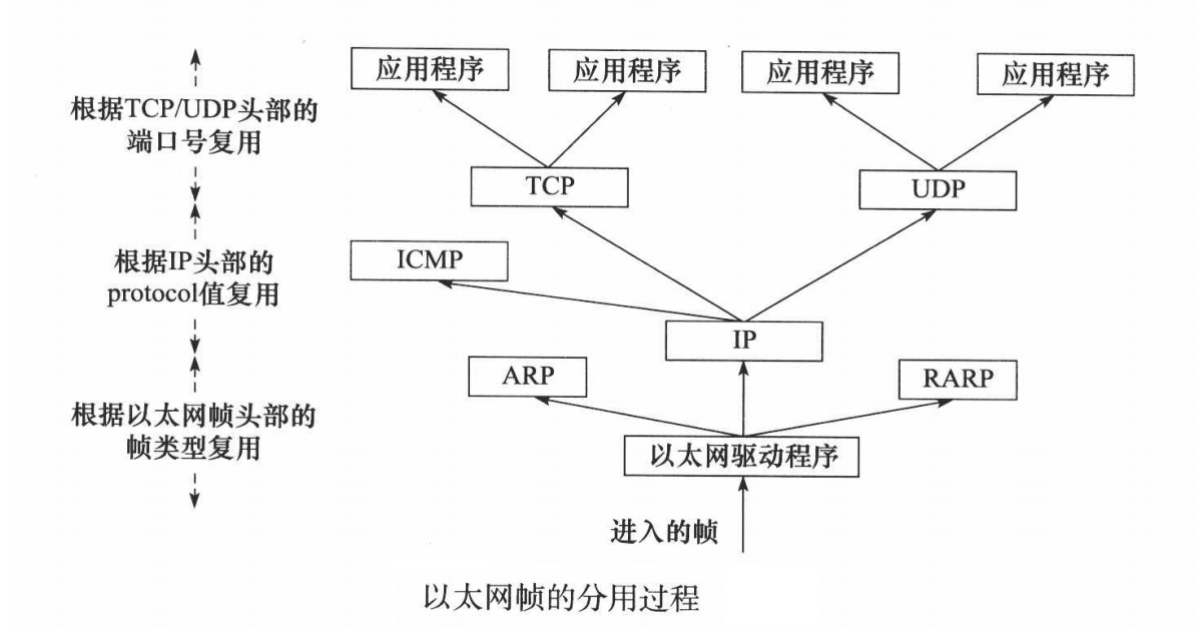 应用程序
应用程序
应用程序
应用程序
根据TCP/UDP头部的
端口号复用
TCP
UDP
根据IP头部的
protocol值复用
ICMP
IP
ARP
RARP
根据以太网帧头部的
帧类型复用
以太网驱动程序
进入的帧
以太网帧的分用过程